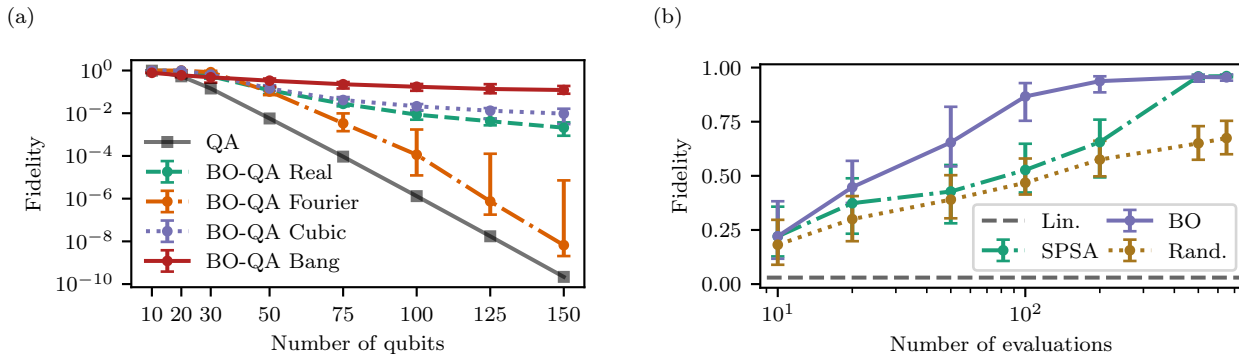 (a)
Fidelity
10^0
10^−2
10^−4
10^−6
10^−8
10^−10
QA
BO-QA Real
BO-QA Fourier
BO-QA Cubic
BO-QA Bang
10 20 30 50 75 100 125 150
Number of qubits
(b)
Fidelity
1.00
0.75
0.50
0.25
0.00
Lin.
SPSA
BO
Rand.
10^1 10^2
Number of evaluations